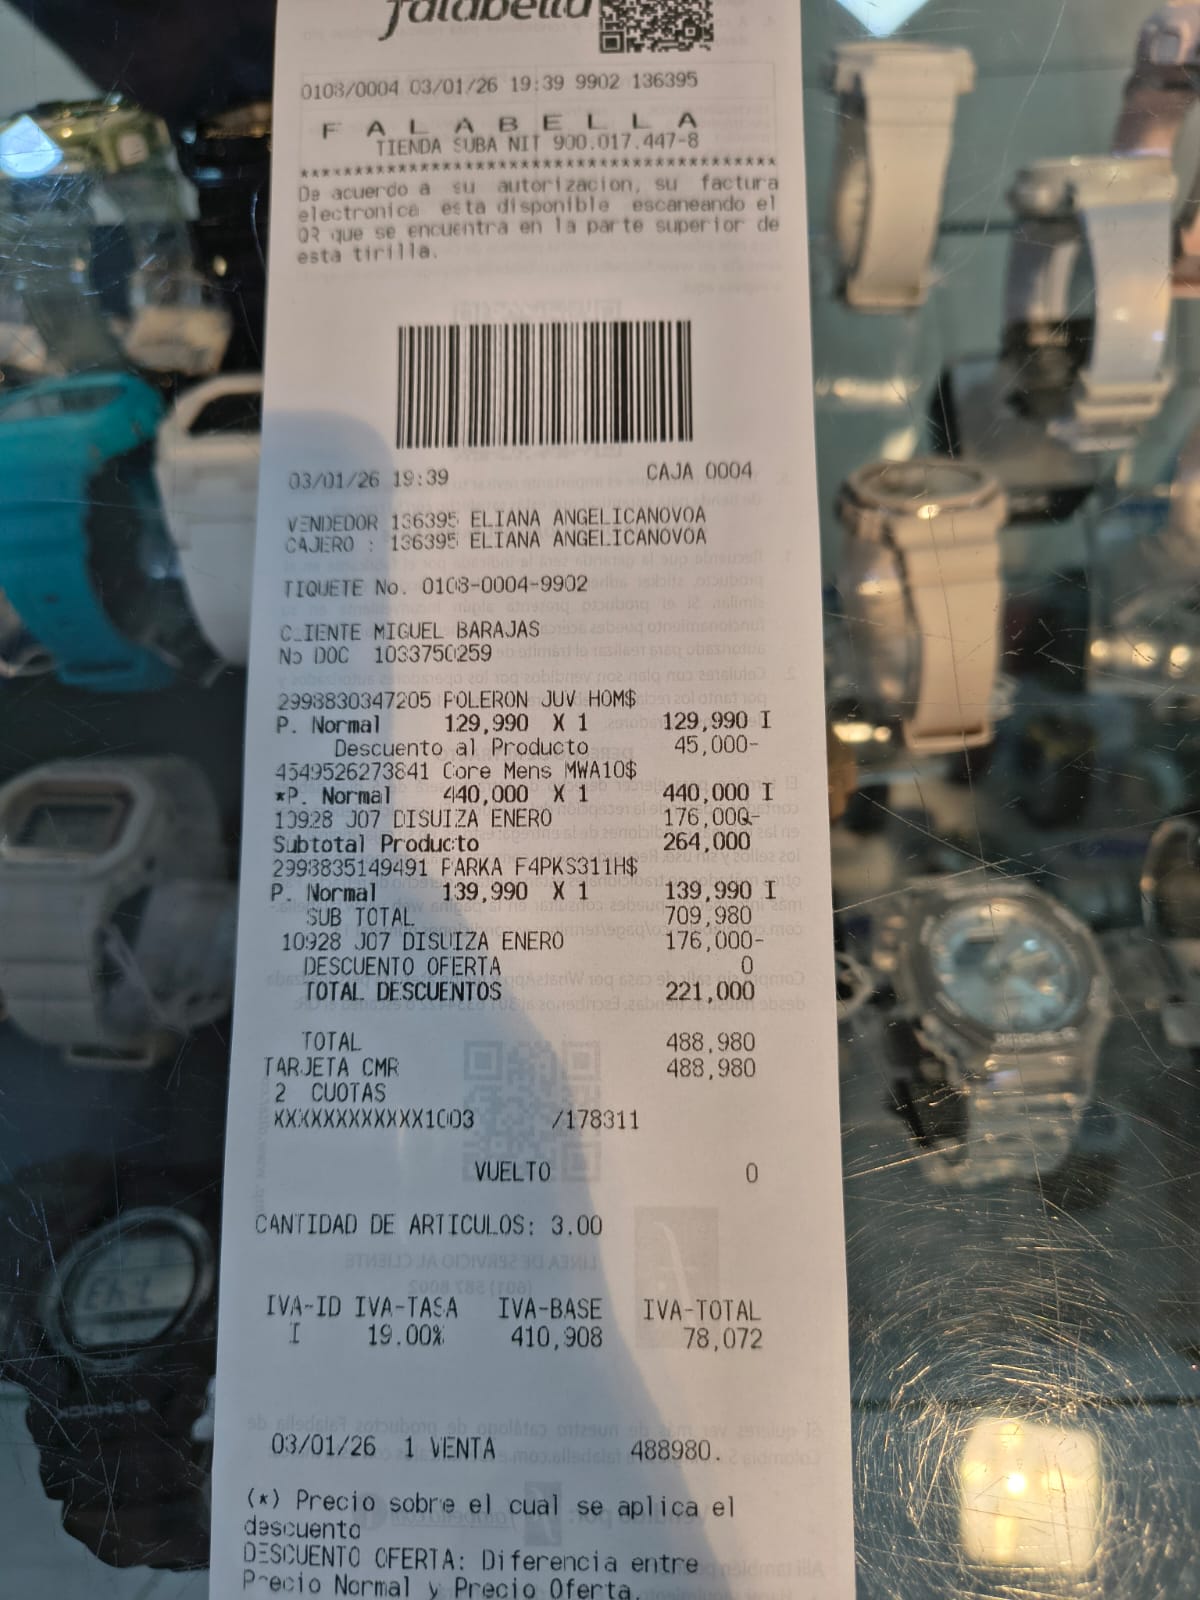 falabella
0108/0004 03/01/26 19:39 9902 136395
F A L A B E L L A
TIENDA SUBA NIT 900.017.447-8
********************************************
De acuerdo a su autorizacion, su factura
electronica esta disponible escaneando el
QR que se encuentra en la parte superior de
esta tirilla.
03/01/26 19:39 CAJA 0004
VENDEDOR 136395 ELIANA ANGELICANOVOA
CAJERO : 136395 ELIANA ANGELICANOVOA
TIQUETE No. 0108-0004-9902
CLIENTE MIGUEL BARAJAS
No DOC 1033750259
2998830347205 POLERON JUV HOM$
P. Normal 129,990 X 1 129,990 I
Descuento al Producto 45,000-
4549526273841 Core Mens MWA10$
*P. Normal 440,000 X 1 440,000 I
10928 J07 DISUIZA ENERO 176,000-
Subtotal Producto 264,000
2998835149491 PARKA F4PKS311H$
P. Normal 139,990 X 1 139,990 I
SUB TOTAL 709,980
10928 J07 DISUIZA ENERO 176,000-
DESCUENTO OFERTA 0
TOTAL DESCUENTOS 221,000
TOTAL 488,980
TARJETA CMR 488,980
2 CUOTAS
XXXXXXXXXXXX1003 /178311
VUELTO 0
CANTIDAD DE ARTICULOS: 3.00
IVA-ID IVA-TASA IVA-BASE IVA-TOTAL
I 19.00% 410,908 78,072
03/01/26 1 VENTA 488980.
(*) Precio sobre el cual se aplica el
descuento
DESCUENTO OFERTA: Diferencia entre
Precio Normal y Precio Oferta.
G-SHOCK